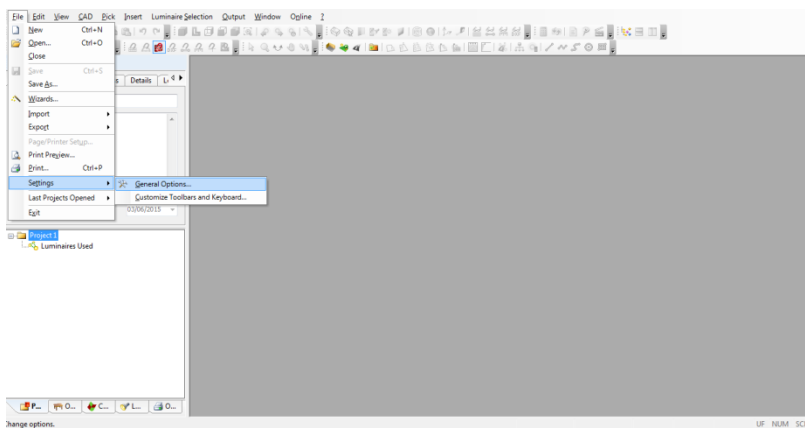 File Edit View CAD Pick Insert Luminaire Selection Output Window Online ?
New Ctrl+N
Open... Ctrl+O
Close
Save Ctrl+S
Save As...
Details
Wizards...
Import
Export
Page/Printer Setup...
Print Preview...
Print... Ctrl+P
Settings
General Options...
Customize Toolbars and Keyboard...
Last Projects Opened
03/06/2015
Exit
Project 1
Luminaires Used
P... O... C... L... O...
Change options.
UF NUM SC